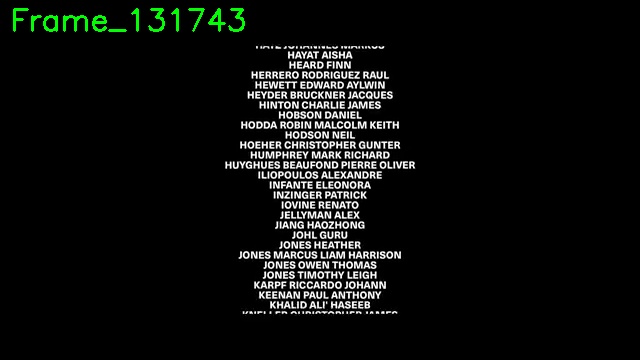 Frame_131743
HAYAT AISHA
HEARD FINN
HERRERO RODRIGUEZ RAUL
HEWETT EDWARD AYLWIN
HEYDER BRUCKNER JACQUES
HINTON CHARLIE JAMES
HOBSON DANIEL
HODDA ROBIN MALCOLM KEITH
HODSON NEIL
HOEHER CHRISTOPHER GUNTER
HUMPHREY MARK RICHARD
HUYGHUES BEAUFOND PIERRE OLIVER
ILIOPOULOS ALEXANDRE
INFANTE ELEONORA
INZINGER PATRICK
IOVINE RENATO
JELLYMAN ALEX
JIANG HAOZHONG
JOHL GURU
JONES HEATHER
JONES MARCUS LIAM HARRISON
JONES OWEN THOMAS
JONES TIMOTHY LEIGH
KARPF RICCARDO JOHANN
KEENAN PAUL ANTHONY
KHALID ALI' HASEEB